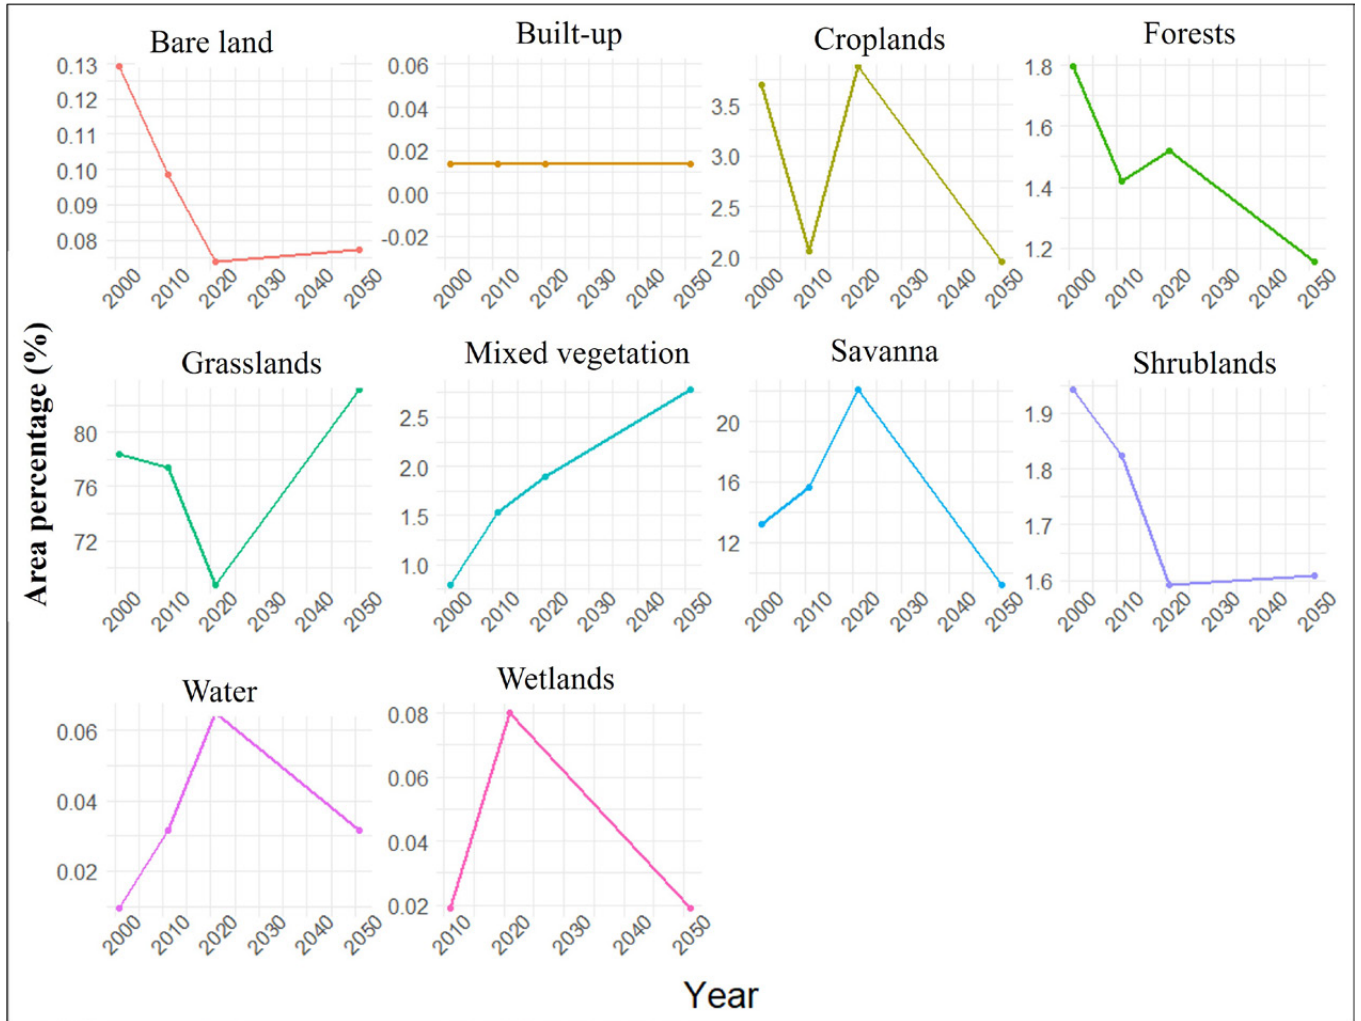 Bare land
Built-up
Croplands
Forests
0.13
0.12
0.11
0.10
0.09
0.08
2000 2010 2020 2030 2040 2050
0.06
0.04
0.02
0.00
-0.02
2000 2010 2020 2030 2040 2050
3.5
3.0
2.5
2.0
2000 2010 2020 2030 2040 2050
1.8
1.6
1.4
1.2
2000 2010 2020 2030 2040 2050
Area percentage (%)
Grasslands
Mixed vegetation
Savanna
Shrublands
80
76
72
2000 2010 2020 2030 2040 2050
2.5
2.0
1.5
1.0
2000 2010 2020 2030 2040 2050
20
16
12
2000 2010 2020 2030 2040 2050
1.9
1.8
1.7
1.6
2000 2010 2020 2030 2040 2050
Water
Wetlands
0.06
0.04
0.02
2000 2010 2020 2030 2040 2050
0.08
0.06
0.04
0.02
2010 2020 2030 2040 2050
Year